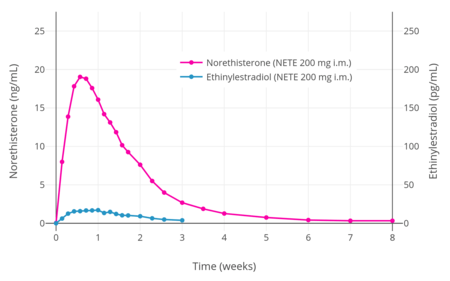 25
20
15
10
5
0
Norethisterone (ng/mL)
Norethisterone (NETE 200 mg i.m.)
Ethinylestradiol (NETE 200 mg i.m.)
250
200
150
100
50
0
Ethinylestradiol (pg/mL)
0 1 2 3 4 5 6 7 8
Time (weeks)